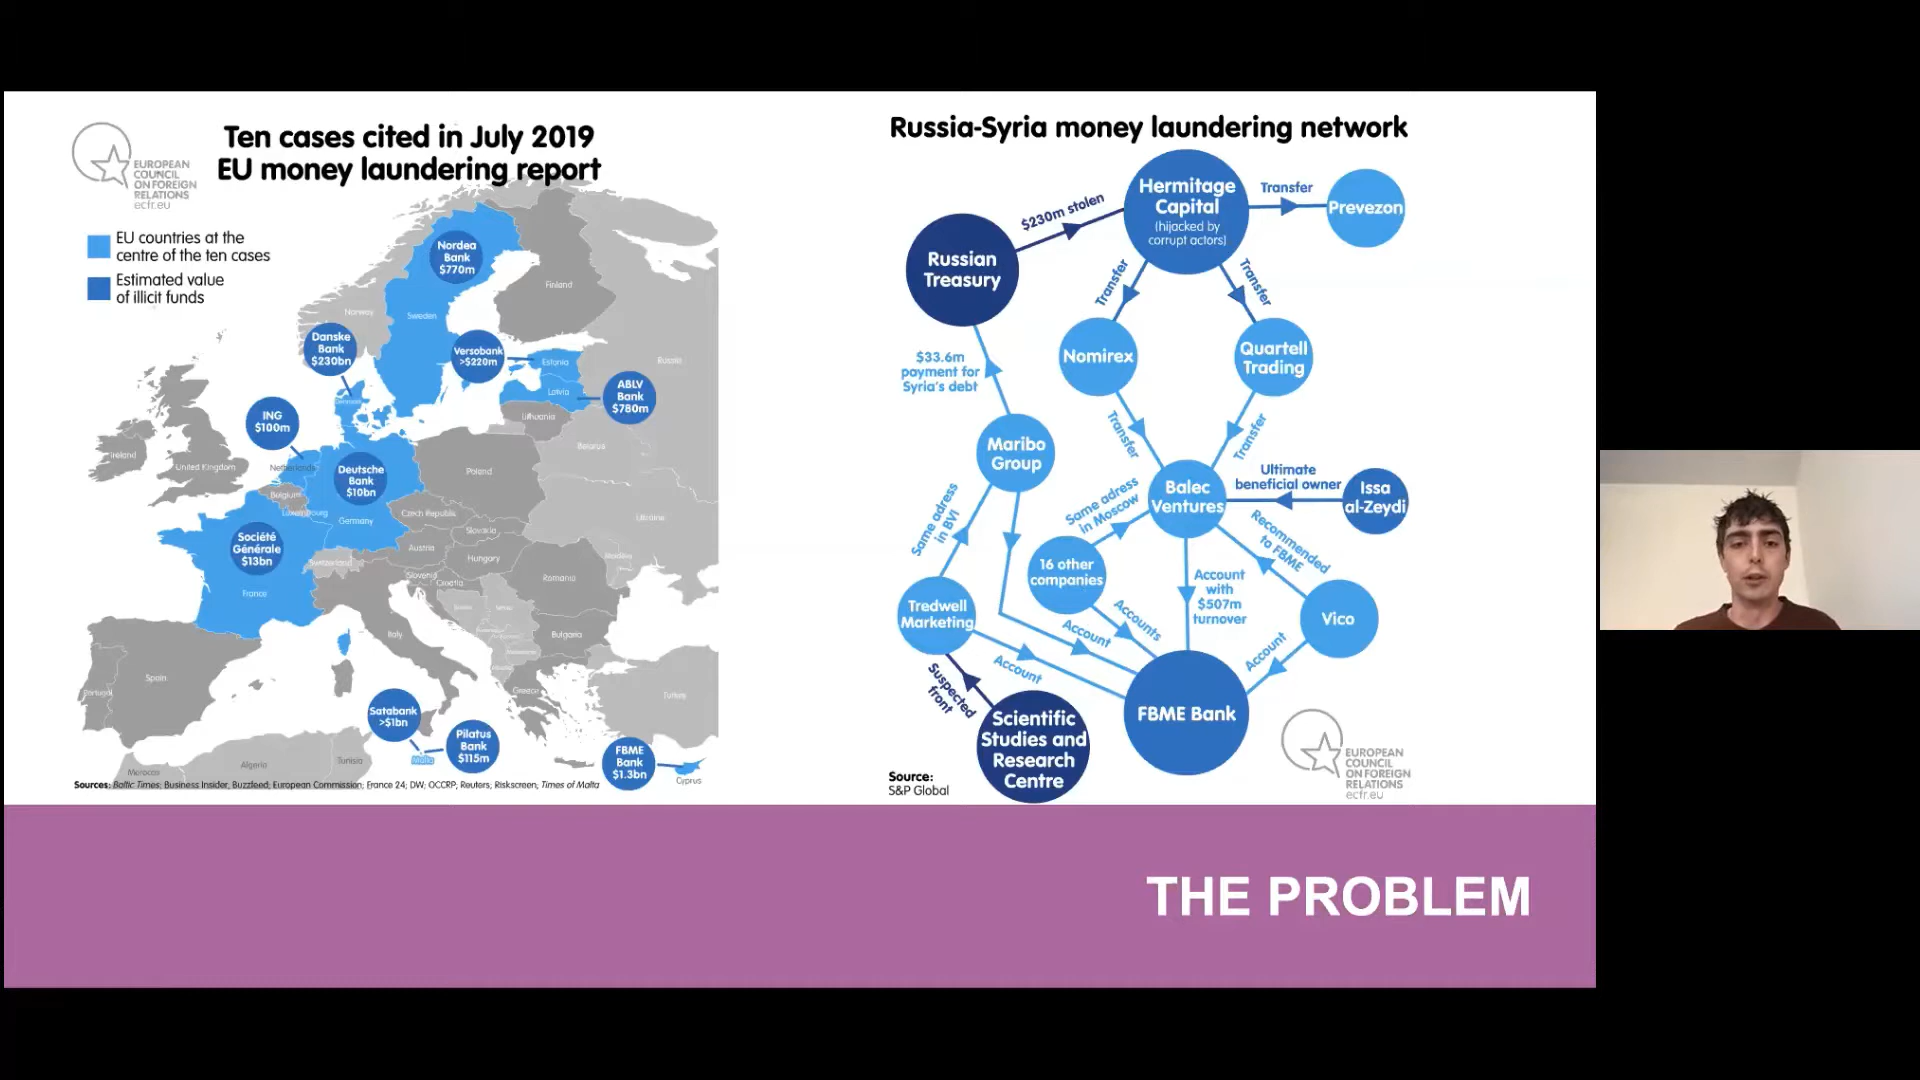 Ten cases cited in July 2019
EU money laundering report
EUROPEAN
COUNCIL
ON FOREIGN
RELATIONS
ecfr.eu
EU countries at the
centre of the ten cases
Estimated value
of illicit funds
Nordea
Bank
$770m
Finland
Norway
Sweden
Danske
Bank
$230bn
Versobank
>$220m
Estonia
Russia
Latvia
ABLV
Bank
$780m
Denmark
Lithuania
ING
$100m
Belarus
Ireland
United Kingdom
Netherlands
Deutsche
Bank
$10bn
Poland
Belgium
Luxembourg
Germany
Czech Republic
Ukraine
Slovakia
Société
Générale
$13bn
Austria
Hungary
Moldova
Switzerland
Slovenia
Croatia
Romania
France
Italy
Bulgaria
Spain
Portugal
Greece
Turkey
Satabank
>$1bn
Pilatus
Bank
$115m
Malta
FBME
Bank
$1.3bn
Cyprus
Morocco
Algeria
Tunisia
Sources: Baltic Times; Business Insider, Buzzfeed; European Commission; France 24; DW; OCCRP; Reuters; Riskscreen; Times of Malta
Russia-Syria money laundering network
Hermitage
Capital
(hijacked by
corrupt actors)
Transfer
Prevezon
$230m stolen
Russian
Treasury
Transfer
Transfer
Nomirex
Quartell
Trading
$33.6m
payment for
Syria's debt
Transfer
Transfer
Maribo
Group
Balec
Ventures
Ultimate
beneficial owner
Issa
al-Zeydi
Same adress
in BVI
Same adress
in Moscow
Recommended
to FBME
16 other
companies
Account
with
$507m
turnover
Tredwell
Marketing
Accounts
Account
Vico
Account
Account
Suspected
front
Scientific
Studies and
Research
Centre
FBME Bank
Source:
S&P Global
EUROPEAN
COUNCIL
ON FOREIGN
RELATIONS
ecfr.eu
THE PROBLEM